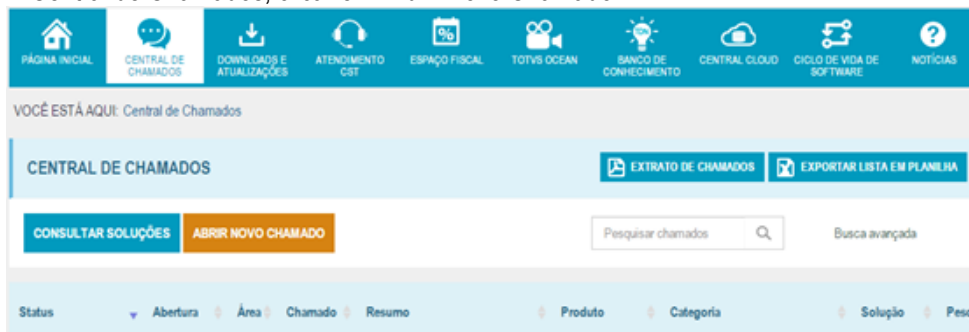 PÁGINA INICIAL
CENTRAL DE
CHAMADOS
DOWNLOADS E
ATUALIZAÇÕES
ATENDIMENTO
CST
%
ESPAÇO FISCAL
TOTVS OCEAN
BANCO DE
CONHECIMENTO
CENTRAL CLOUD
CICLO DE VIDA DE
SOFTWARE
?
NOTÍCIAS
VOCÊ ESTÁ AQUI: Central de Chamados
CENTRAL DE CHAMADOS
EXTRATO DE CHAMADOS
EXPORTAR LISTA EM PLANILHA
CONSULTAR SOLUÇÕES
ABRIR NOVO CHAMADO
Pesquisar chamados
Busca avançada
Status Abertura Área Chamado Resumo Produto Categoria Solução Pesq